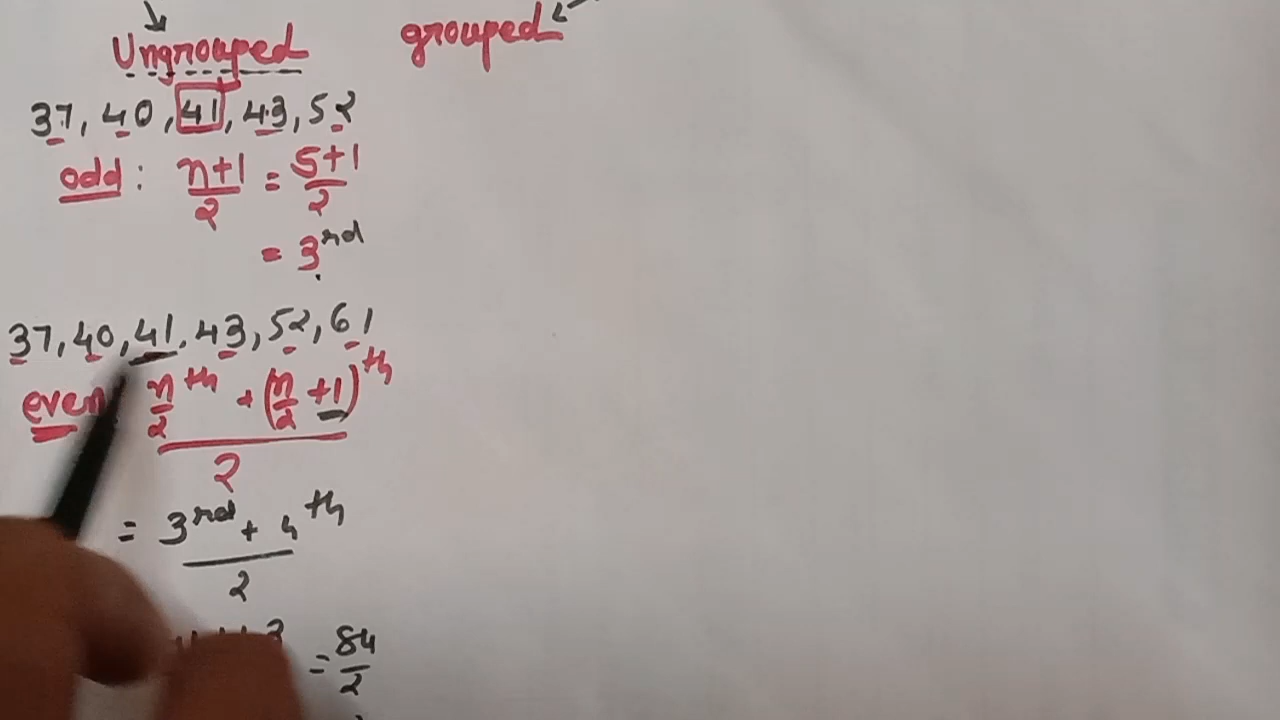 Ungrouped grouped
37, 40, 41, 43, 52
odd: n+1/2 = 5+1/2
= 3rd
37, 40, 41, 43, 52, 61
even n/2 th + (n/2 + 1)th
2
= 3rd + 4th
2
= 84/2